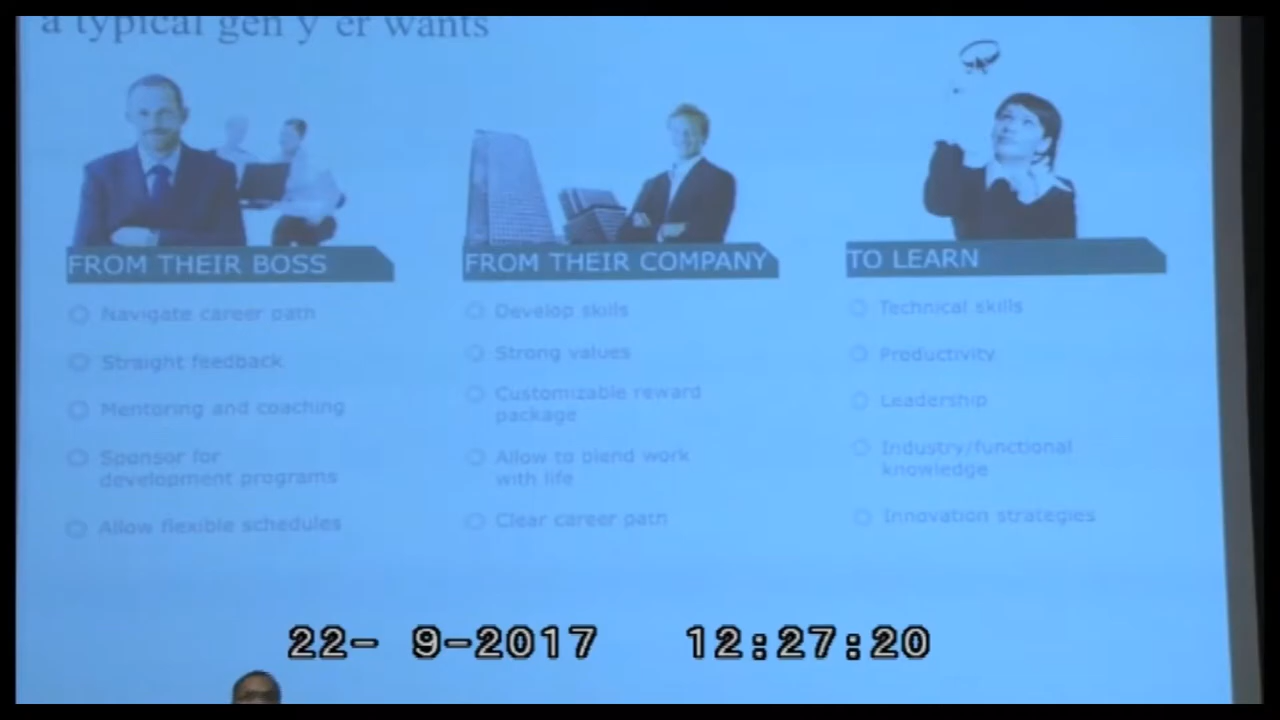 a typical gen y er wants
FROM THEIR BOSS
Navigate career path
Straight feedback
Mentoring and coaching
Sponsor for
development programs
Allow flexible schedules
FROM THEIR COMPANY
Develop skills
Strong values
Customizable reward
package
Allow to blend work
with life
Clear career path
TO LEARN
Technical skills
Productivity
Leadership
Industry/functional
knowledge
Innovation strategies
22- 9-2017 12:27:20